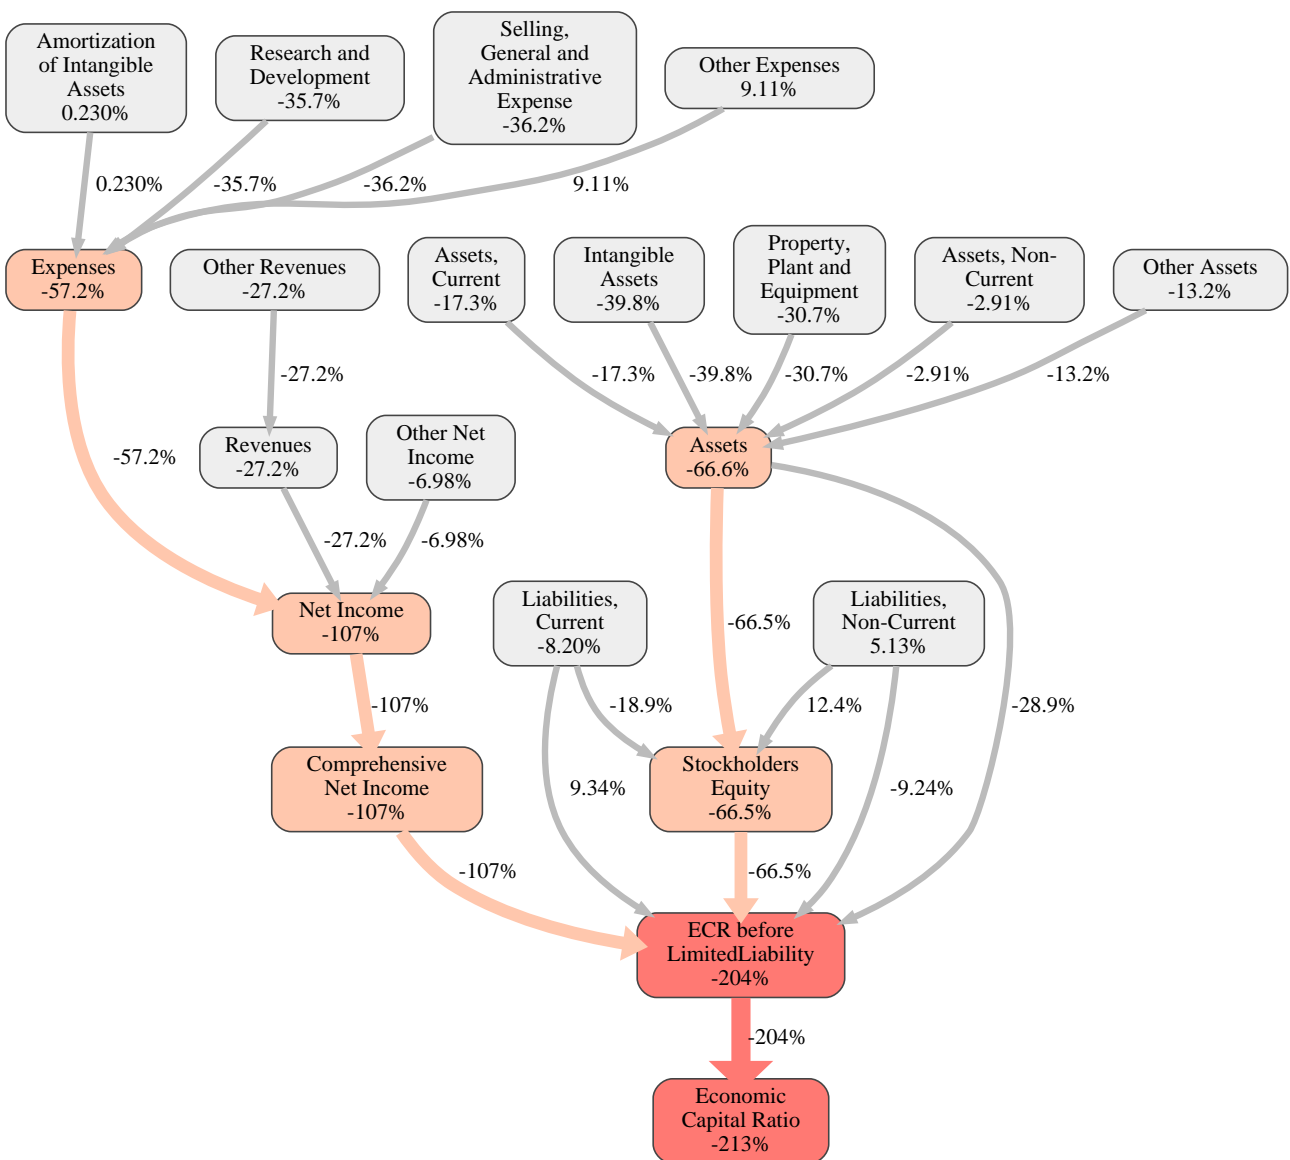 Amortization
of Intangible
Assets
0.230%
Research and
Development
-35.7%
Selling,
General and
Administrative
Expense
-36.2%
Other Expenses
9.11%
0.230%
-35.7%
-36.2%
9.11%
Expenses
-57.2%
Other Revenues
-27.2%
Assets,
Current
-17.3%
Intangible
Assets
-39.8%
Property,
Plant and
Equipment
-30.7%
Assets, Non-
Current
-2.91%
Other Assets
-13.2%
-27.2%
-17.3%
-39.8%
-30.7%
-2.91%
-13.2%
-57.2%
Revenues
-27.2%
Other Net
Income
-6.98%
Assets
-66.6%
-27.2%
-6.98%
Net Income
-107%
Liabilities,
Current
-8.20%
-66.5%
Liabilities,
Non-Current
5.13%
-107%
-18.9%
12.4%
-28.9%
Comprehensive
Net Income
-107%
9.34%
Stockholders
Equity
-66.5%
-9.24%
-107%
-66.5%
ECR before
LimitedLiability
-204%
-204%
Economic
Capital Ratio
-213%